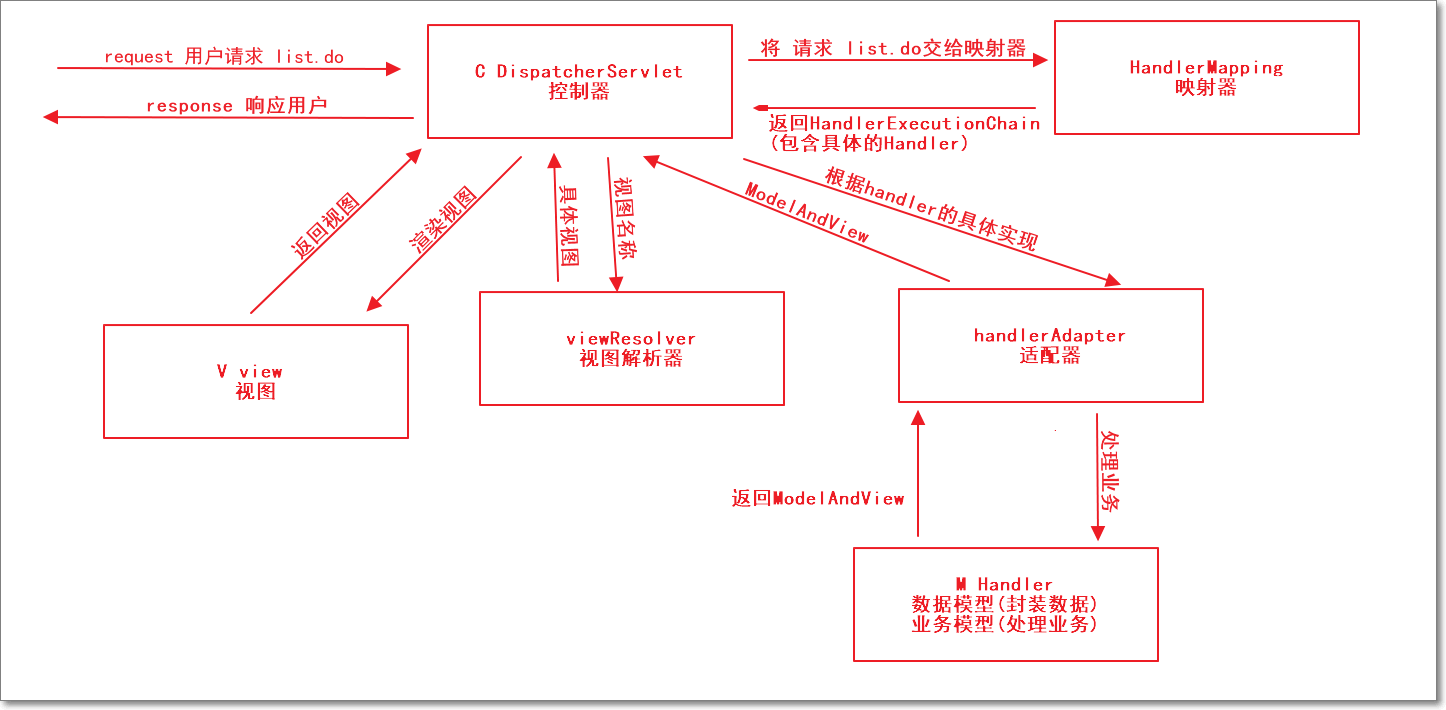 request 用户请求 list.do
response 响应用户
C DispatcherServlet
控制器
将 请求 list.do交给映射器
返回HandlerExecutionChain
(包含具体的Handler)
HandlerMapping
映射器
返回视图
渲染视图
具体视图
视图名称
ModelAndView
根据handler的具体实现
V view
视图
viewResolver
视图解析器
handlerAdapter
适配器
返回ModelAndView
处理业务
M Handler
数据模型(封装数据)
业务模型(处理业务)